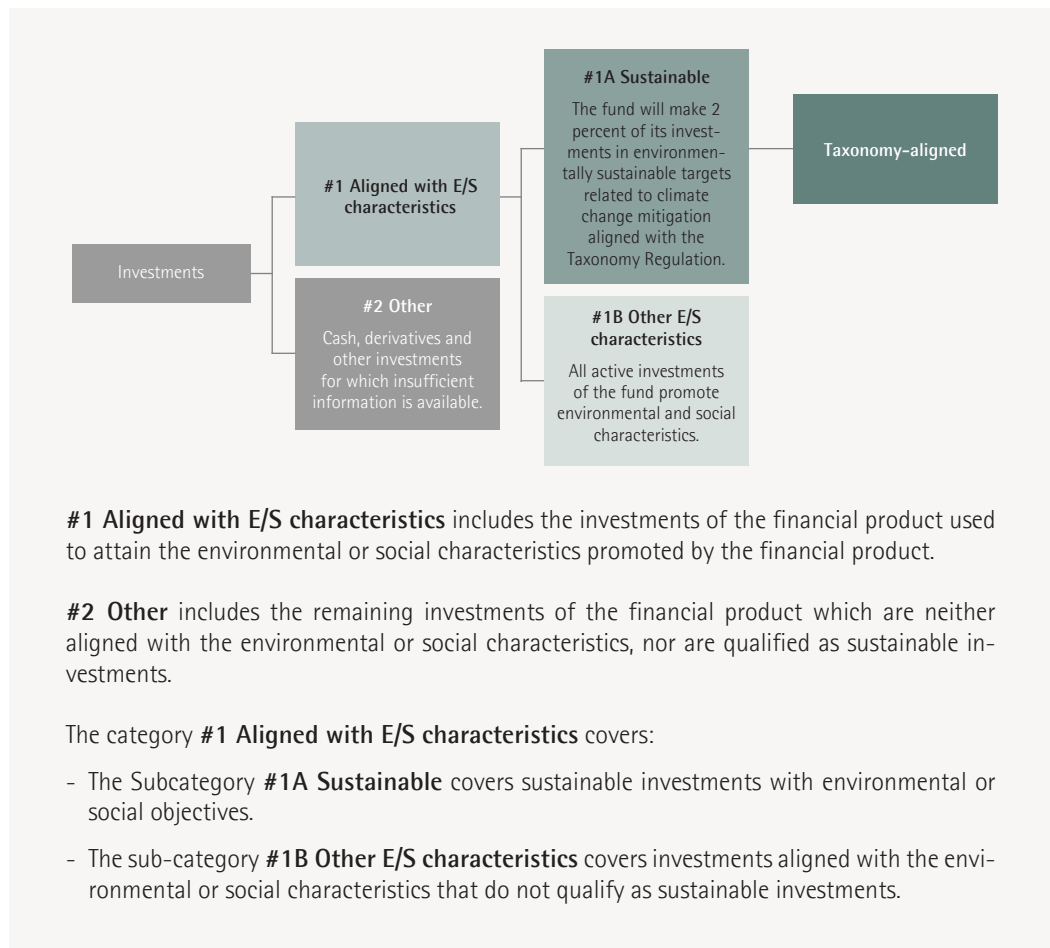 #1A Sustainable
The fund will make 2
percent of its invest-
ments in environmen-
tally sustainable targets
related to climate
change mitigation
aligned with the
Taxonomy Regulation.
Taxonomy-aligned
#1 Aligned with E/S
characteristics
Investments
#2 Other
Cash, derivatives and
other investments
for which insufficient
information is available.
#1B Other E/S
characteristics
All active investments
of the fund promote
environmental and social
characteristics.
#1 Aligned with E/S characteristics includes the investments of the financial product used
to attain the environmental or social characteristics promoted by the financial product.
#2 Other includes the remaining investments of the financial product which are neither
aligned with the environmental or social characteristics, nor are qualified as sustainable in-
vestments.
The category #1 Aligned with E/S characteristics covers:
- The Subcategory #1A Sustainable covers sustainable investments with environmental or
social objectives.
- The sub-category #1B Other E/S characteristics covers investments aligned with the envi-
ronmental or social characteristics that do not qualify as sustainable investments.